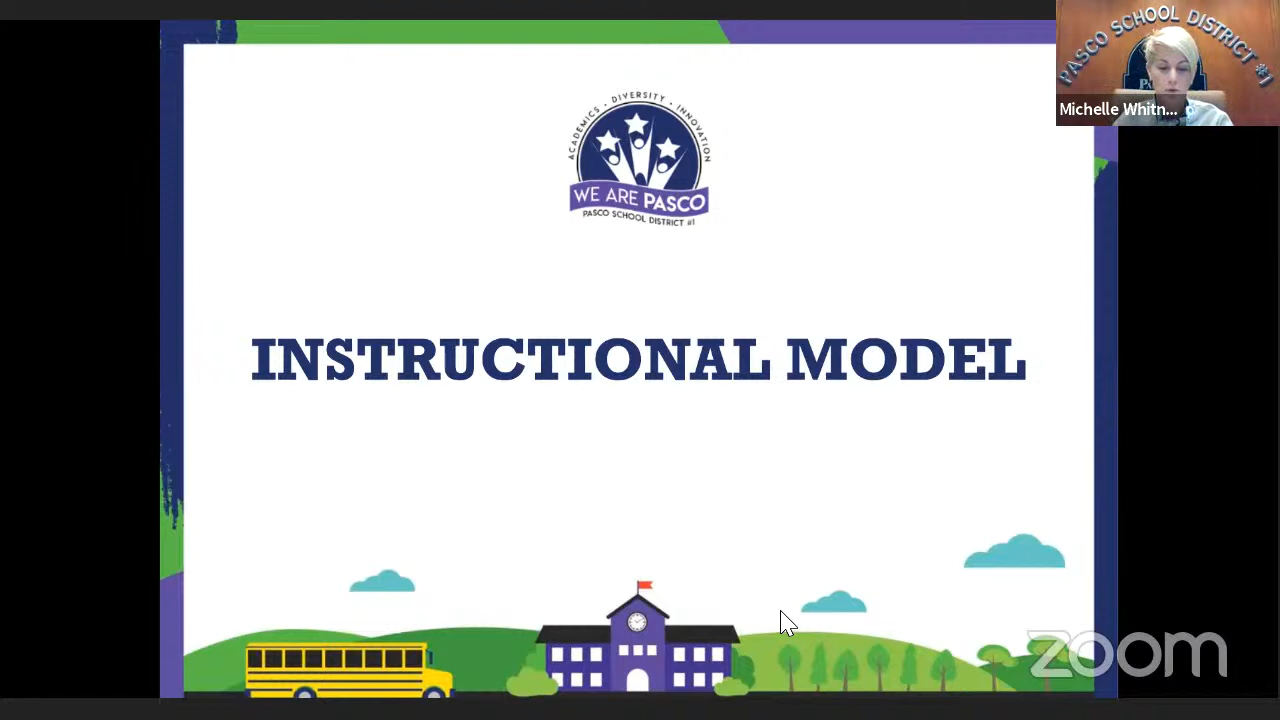 PASCO SCHOOL DISTRICT #1
Michelle Whitn...
ACADEMICS • DIVERSITY • INNOVATION
WE ARE PASCO
PASCO SCHOOL DISTRICT #1
INSTRUCTIONAL MODEL
zoom